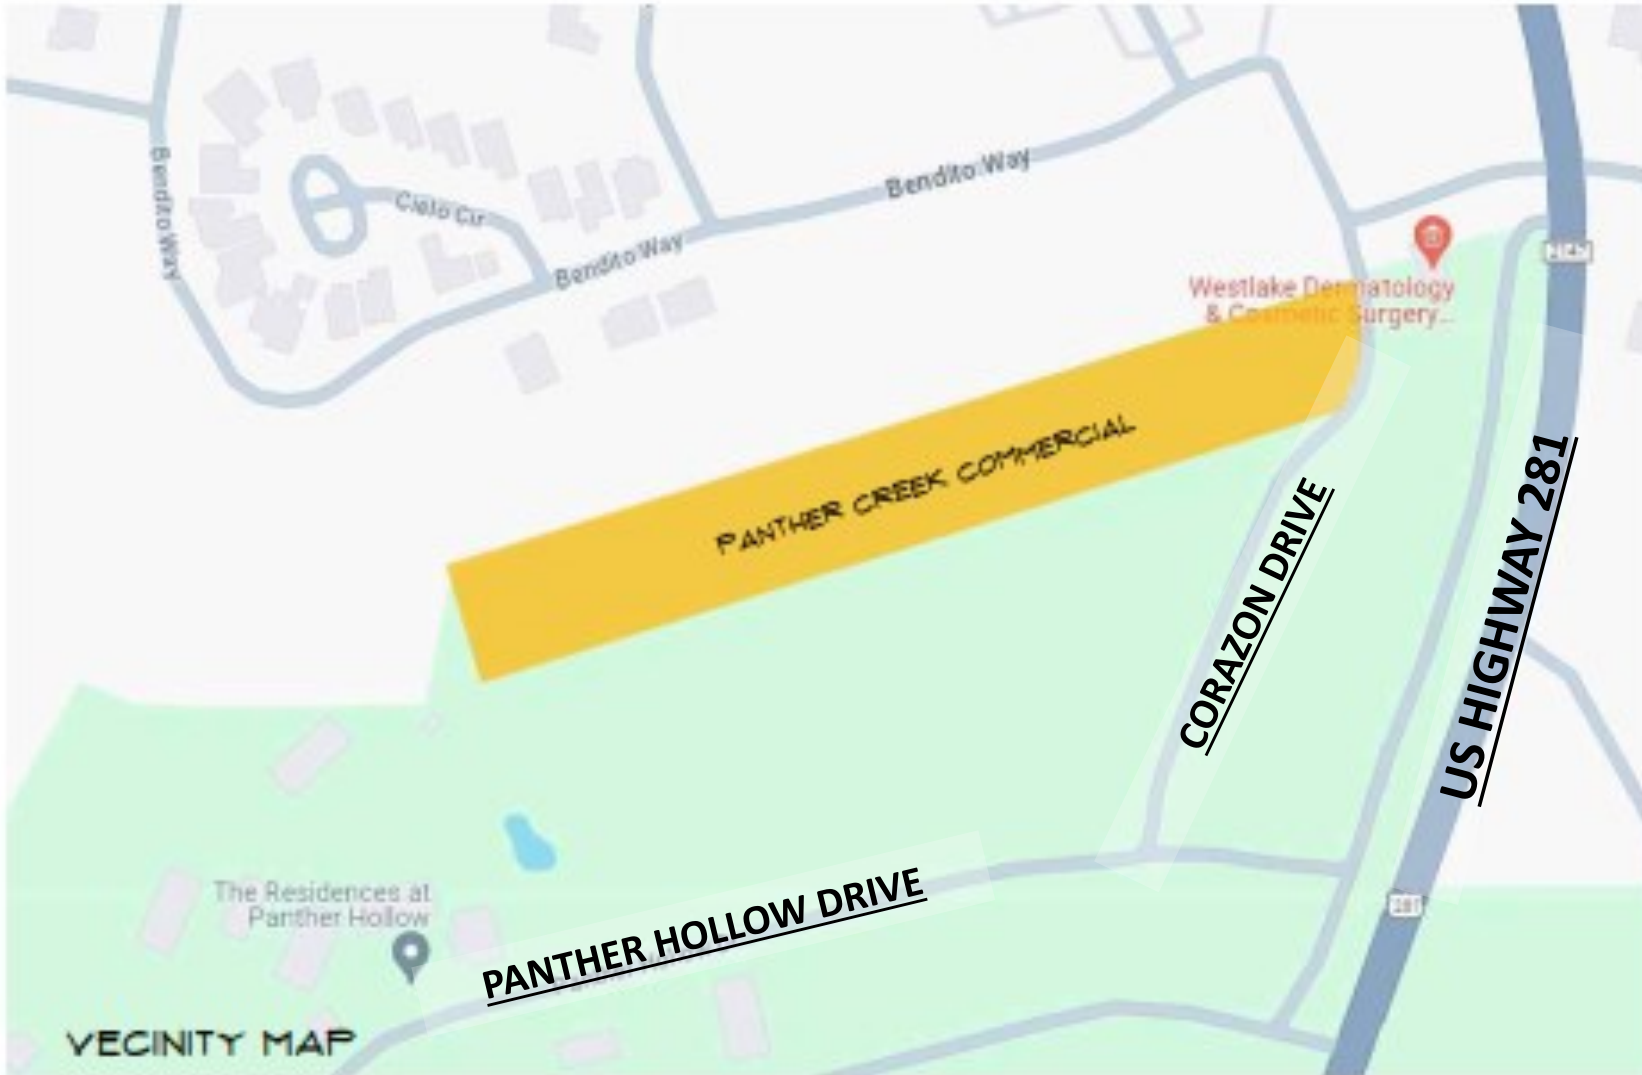 Bendito Way
Cielo Cir
Bendito Way
Bendito Way
Westlake Dermatology
& Cosmetic Surgery...
PANTHER CREEK COMMERCIAL
CORAZON DRIVE
US HIGHWAY 281
281
The Residences at
Panther Hollow
PANTHER HOLLOW DRIVE
VECINITY MAP